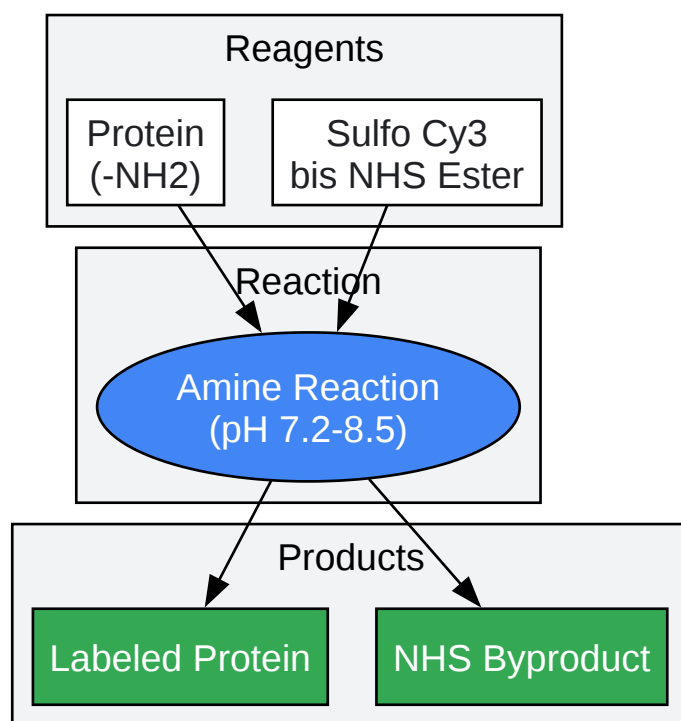 Reagents
Protein
(-NH2)
Sulfo Cy3
bis NHS Ester
Reaction
Amine Reaction
(pH 7.2-8.5)
Products
Labeled Protein
NHS Byproduct